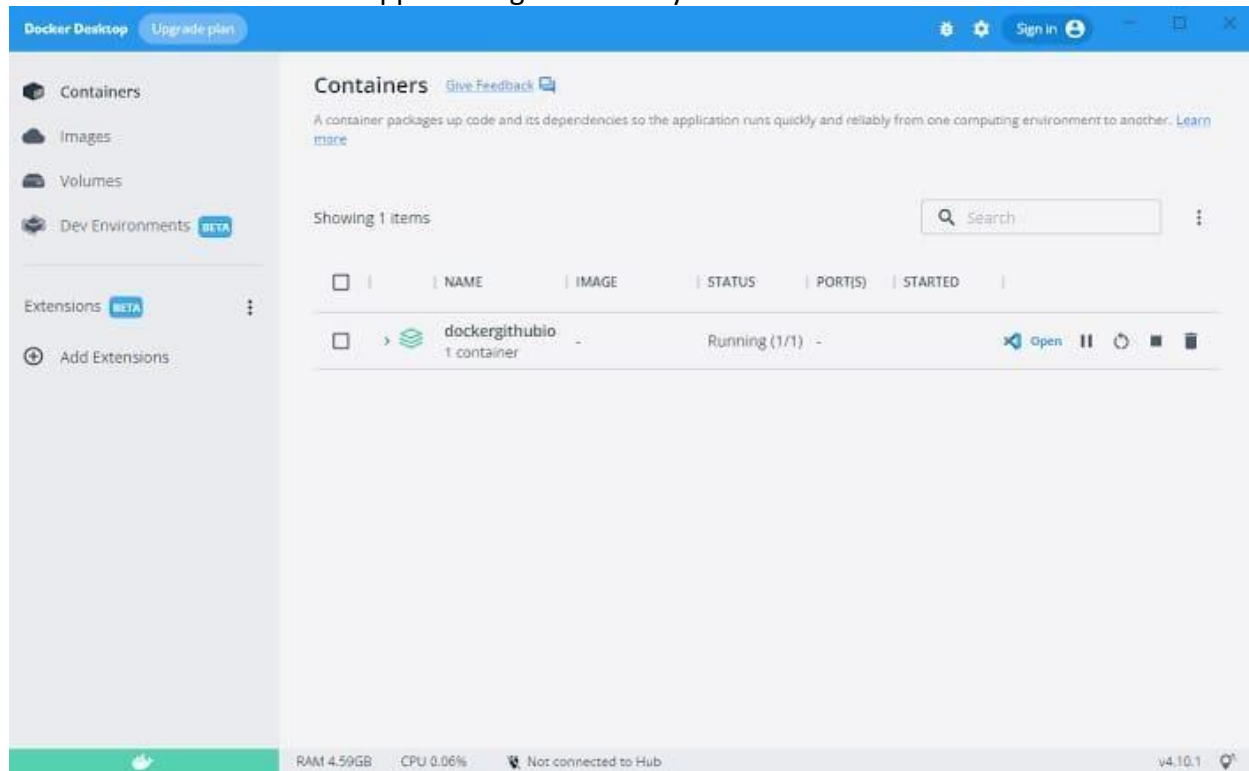 Docker Desktop Upgrade plan Sign in
Containers
Images
Volumes
Dev Environments BETA
Extensions BETA
Add Extensions
Containers Give Feedback
A container packages up code and its dependencies so the application runs quickly and reliably from one computing environment to another. Learn
more
Showing 1 items Search
NAME IMAGE STATUS PORT(S) STARTED
dockergithubio - Running (1/1) - Open
1 container
RAM 4.59GB CPU 0.06% Not connected to Hub v4.10.1